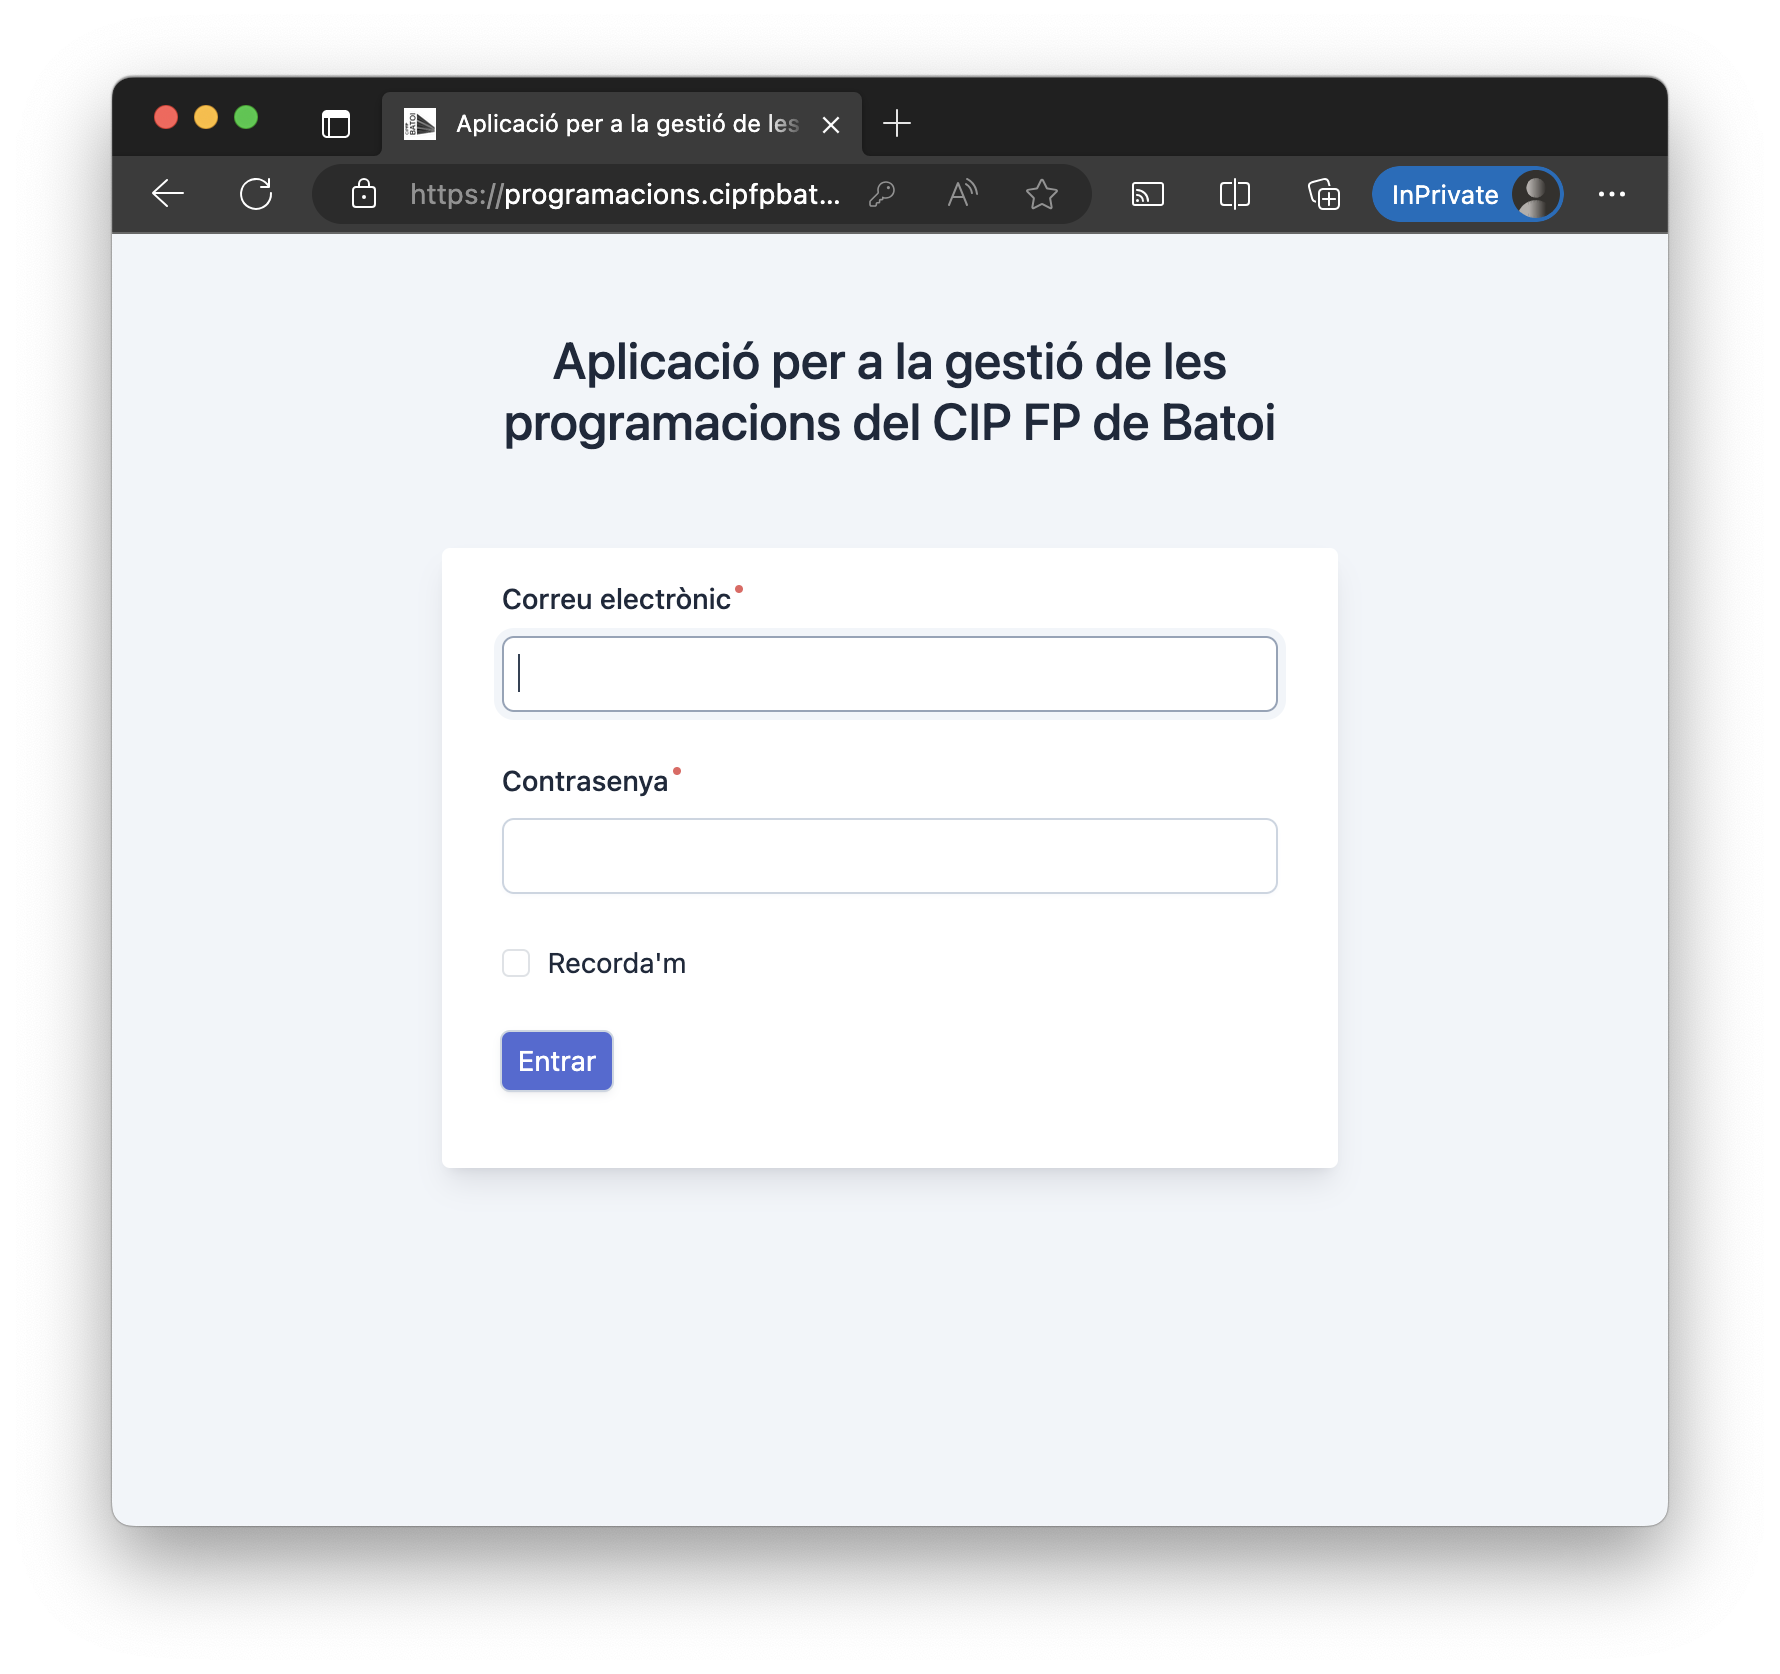 Aplicació per a la gestió de les
https://programacions.cipfpbat...
InPrivate
Aplicació per a la gestió de les
programacions del CIP FP de Batoi
Correu electrònic
Contrasenya
Recorda'm
Entrar